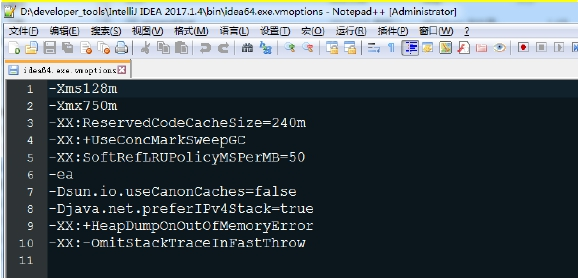 D:\developer_tools\IntelliJ IDEA 2017.1.4\bin\idea64.exe.vmoptions - Notepad++ [Administrator]
文件(F) 编辑(E) 搜索(S) 视图(V) 格式(M) 语言(L) 设置(T) 宏(O) 运行(R) 插件(P) 窗口(W) ?
idea64.exe.vmoptions
1 -Xms128m
2 -Xmx750m
3 -XX:ReservedCodeCacheSize=240m
4 -XX:+UseConcMarkSweepGC
5 -XX:SoftRefLRUPolicyMSPerMB=50
6 -ea
7 -Dsun.io.useCanonCaches=false
8 -Djava.net.preferIPv4Stack=true
9 -XX:+HeapDumpOnOutOfMemoryError
10 -XX:-OmitStackTraceInFastThrow
11